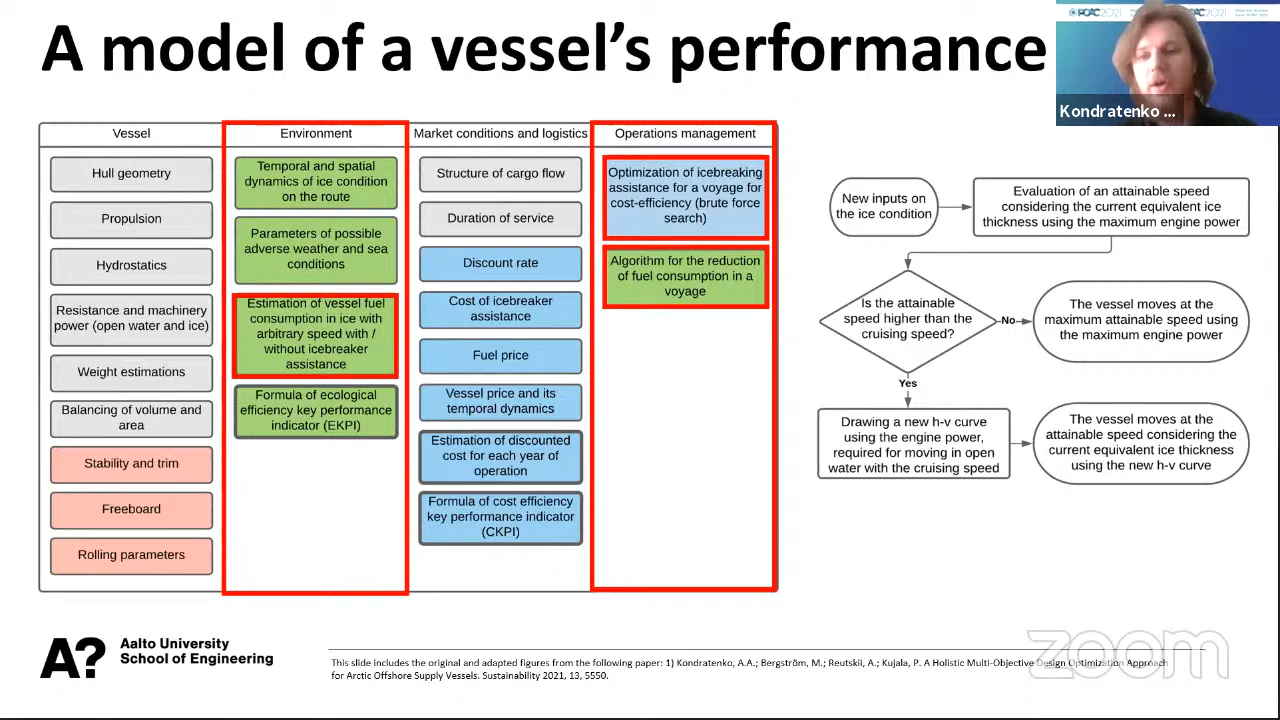 A model of a vessel's performance
POAC2021
Kondratenko ...
Vessel
Hull geometry
Propulsion
Hydrostatics
Resistance and machinery
power (open water and ice)
Weight estimations
Balancing of volume and
area
Stability and trim
Freeboard
Rolling parameters
Environment
Temporal and spatial
dynamics of ice condition
on the route
Parameters of possible
adverse weather and sea
conditions
Estimation of vessel fuel
consumption in ice with
arbitrary speed with /
without icebreaker
assistance
Formula of ecological
efficiency key performance
indicator (EKPI)
Market conditions and logistics
Structure of cargo flow
Duration of service
Discount rate
Cost of icebreaker
assistance
Fuel price
Vessel price and its
temporal dynamics
Estimation of discounted
cost for each year of
operation
Formula of cost efficiency
key performance indicator
(CKPI)
Operations management
Optimization of icebreaking
assistance for a voyage for
cost-efficiency (brute force
search)
Algorithm for the reduction
of fuel consumption in a
voyage
New inputs on
the ice condition
Evaluation of an attainable speed
considering the current equivalent ice
thickness using the maximum engine power
Is the attainable
speed higher than the
cruising speed?
No
The vessel moves at the
maximum attainable speed using
the maximum engine power
Yes
Drawing a new h-v curve
using the engine power,
required for moving in open
water with the cruising speed
The vessel moves at the
attainable speed considering the
current equivalent ice thickness
using the new h-v curve
A?
Aalto University
School of Engineering
This slide includes the original and adapted figures from the following paper: 1) Kondratenko, A.A.; Bergström, M.; Reutskii, A.; Kujala, P. A Holistic Multi-Objective Design Optimization Approach
for Arctic Offshore Supply Vessels. Sustainability 2021, 13, 5550.
zoom